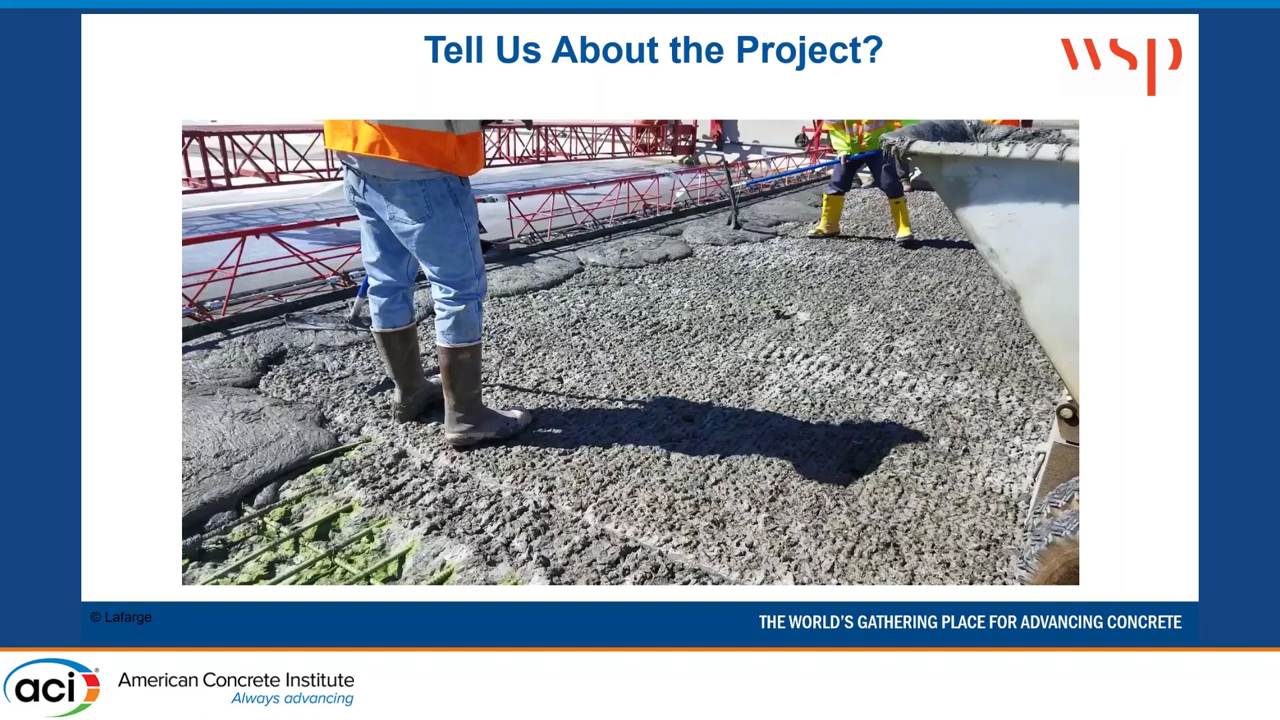 Tell Us About the Project?
wsp
© Lafarge
THE WORLD'S GATHERING PLACE FOR ADVANCING CONCRETE
aci®
American Concrete Institute
Always advancing